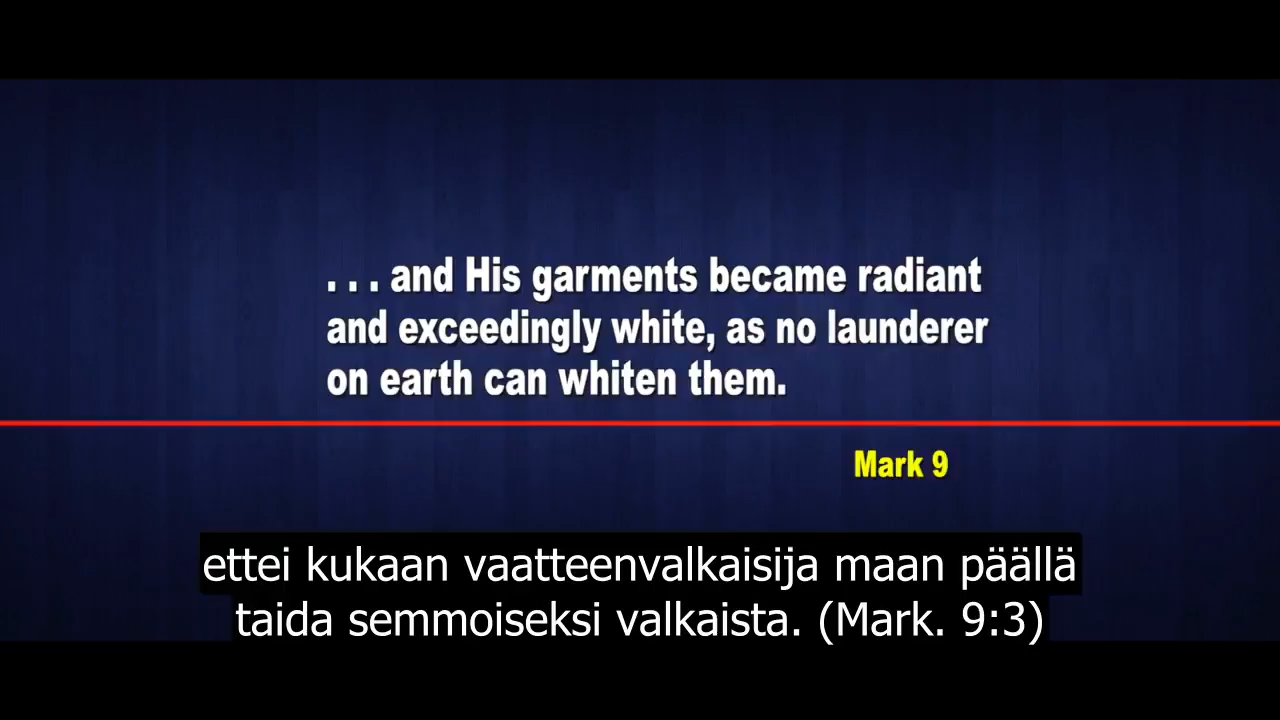 . . . and His garments became radiant
and exceedingly white, as no launderer
on earth can whiten them.
Mark 9
ettei kukaan vaatteenvalkaisija maan päällä
taida semmoiseksi valkaista. (Mark. 9:3)